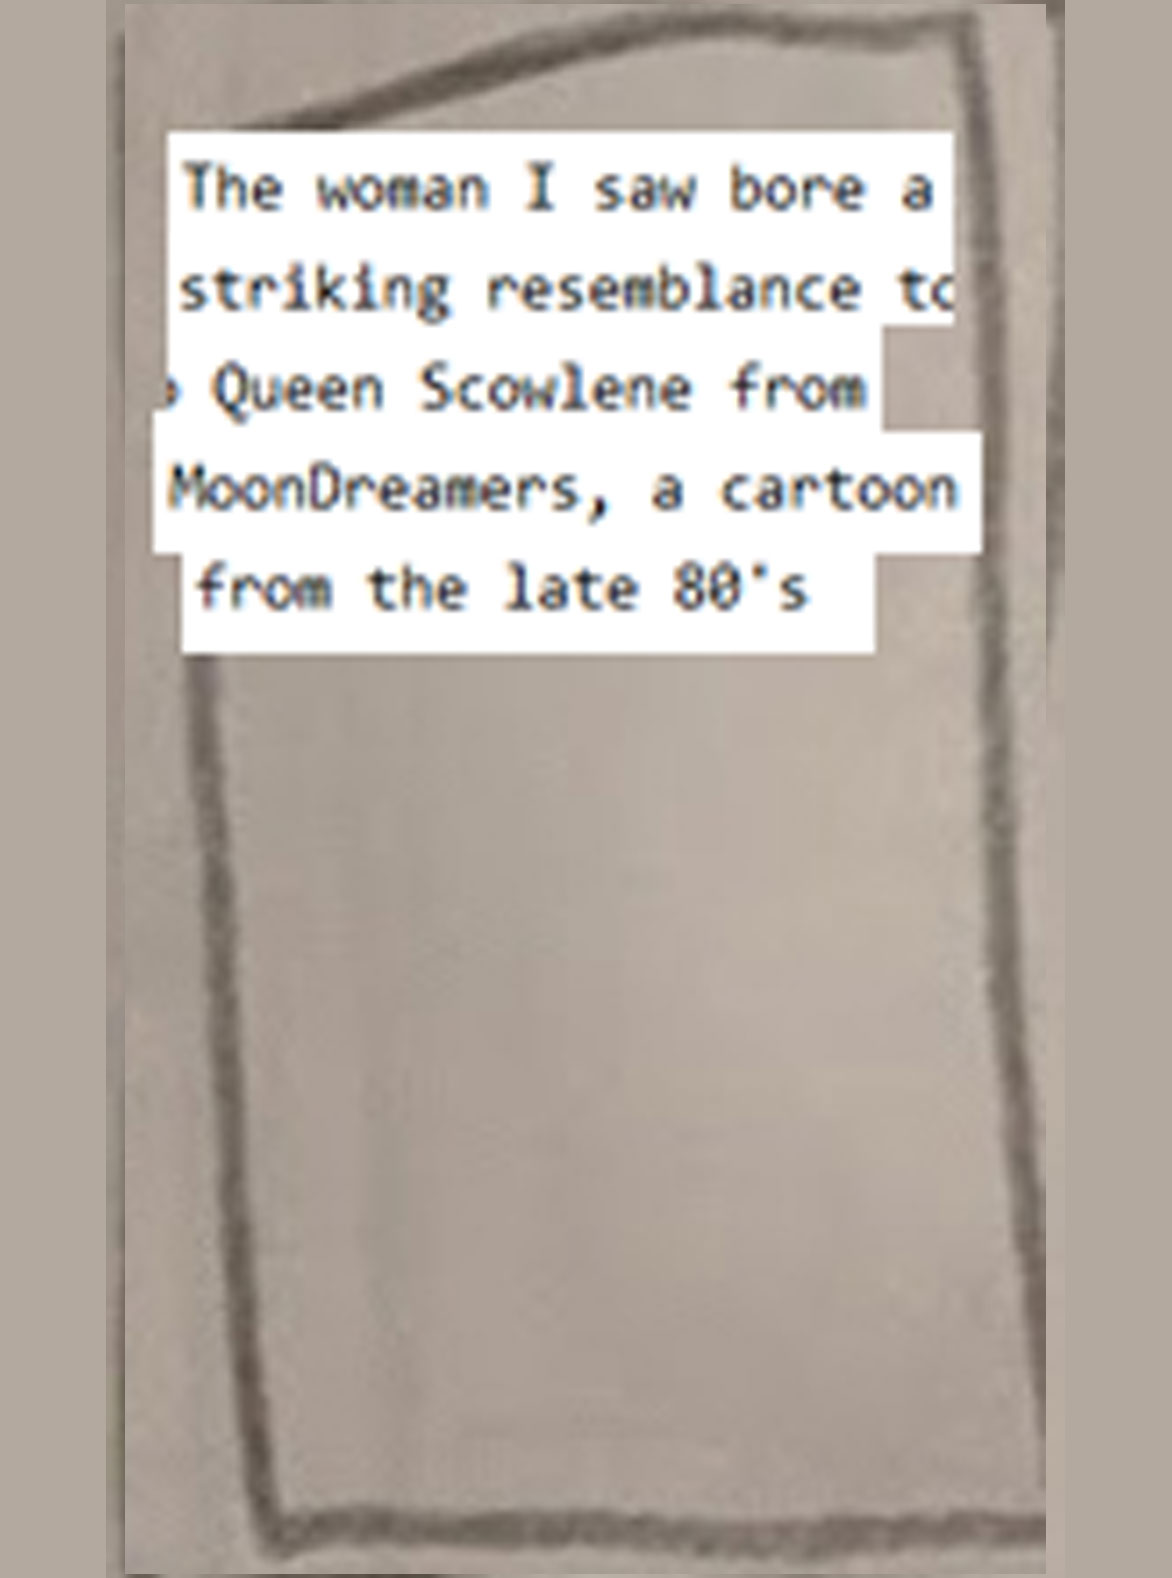 The woman I saw bore a
striking resemblance to
Queen Scowlene from
MoonDreamers, a cartoon
from the late 80's